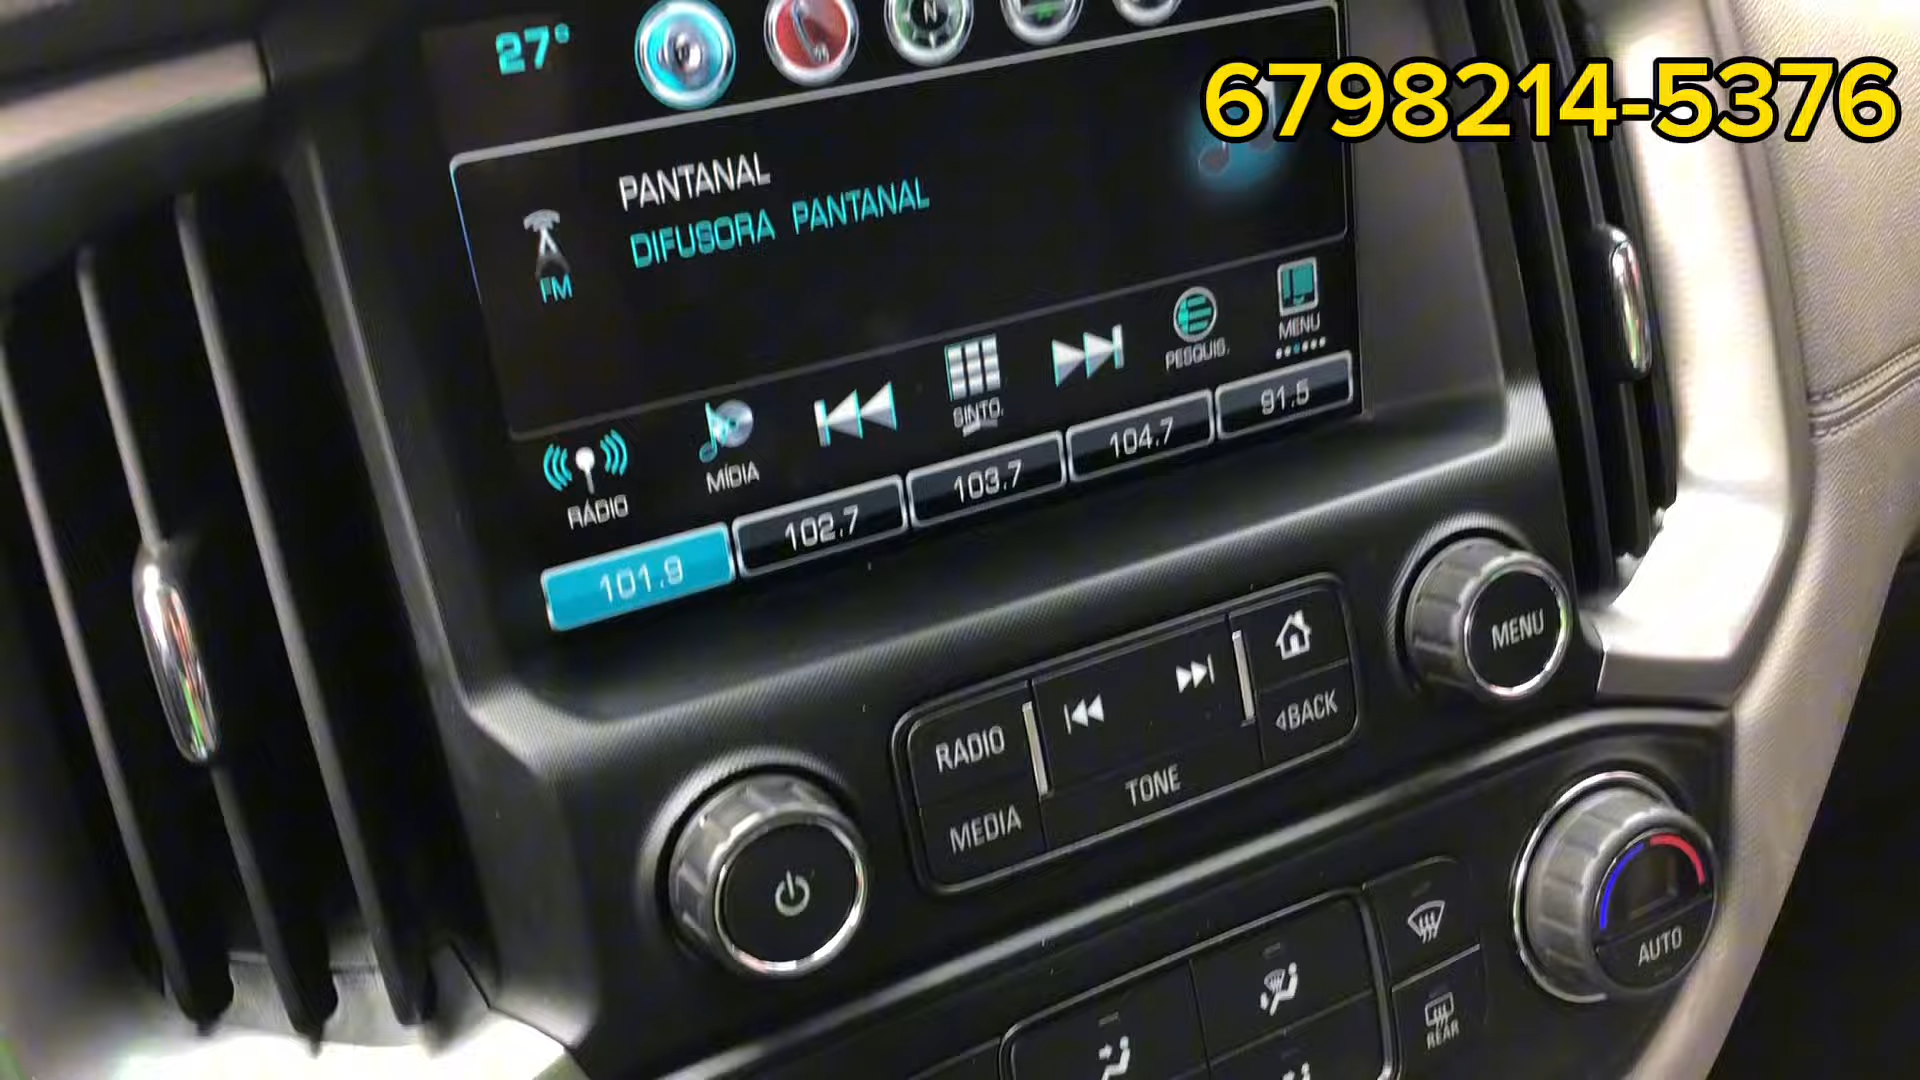 27°
N
6798214-5376
PANTANAL
DIFUSORA PANTANAL
FM
RÁDIO
MÍDIA
SINTO.
PESQUIS.
MENU
101.9
102.7
103.7
104.7
91.5
MENU
RADIO
MEDIA
TONE
BACK
AUTO
REAR